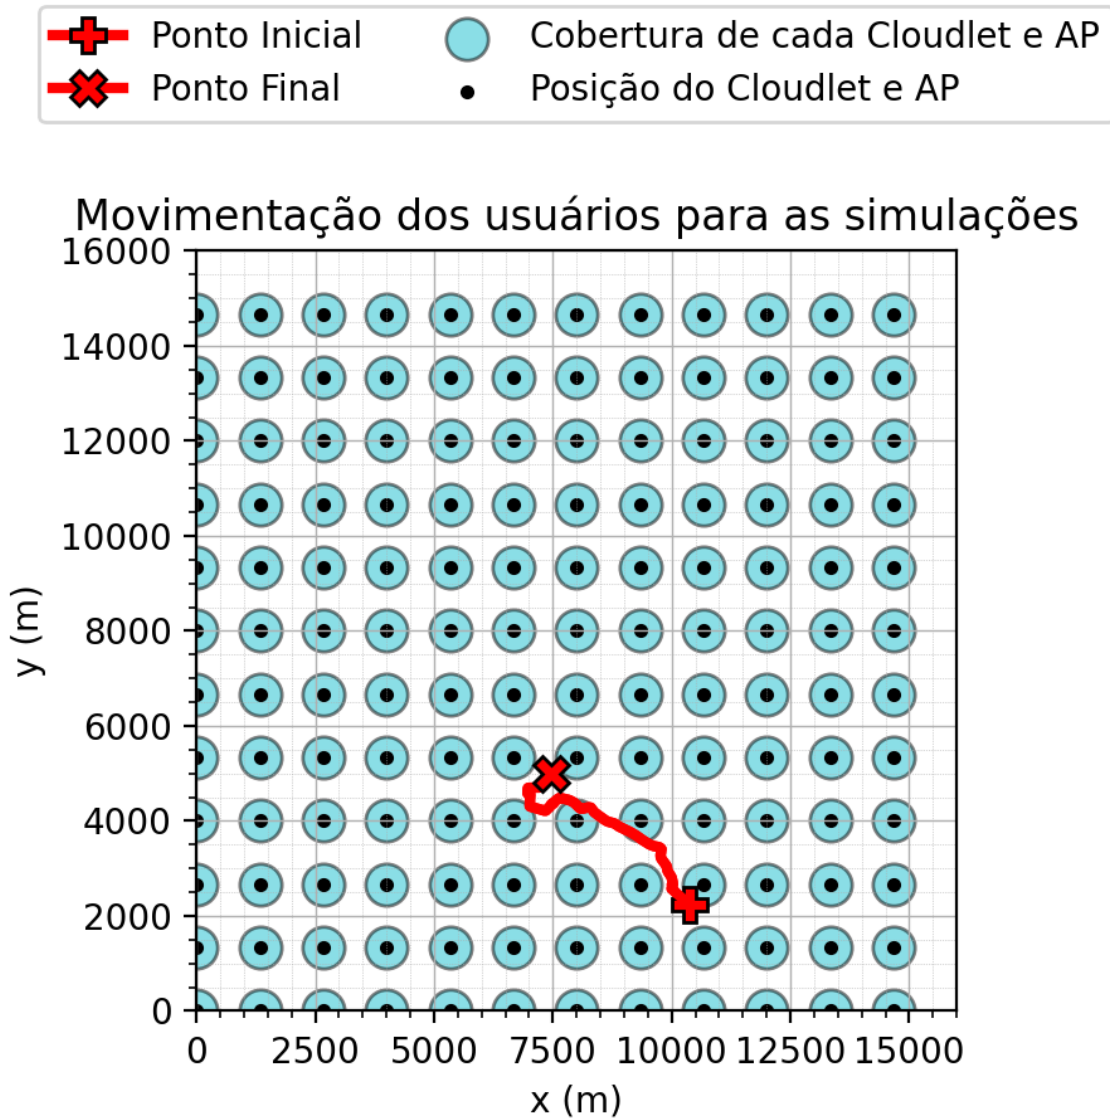 Ponto Inicial
Ponto Final
Cobertura de cada Cloudlet e AP
Posição do Cloudlet e AP
Movimentação dos usuários para as simulações
16000
14000
12000
10000
8000
6000
4000
2000
0
y (m)
0 2500 5000 7500 10000 12500 15000
x (m)